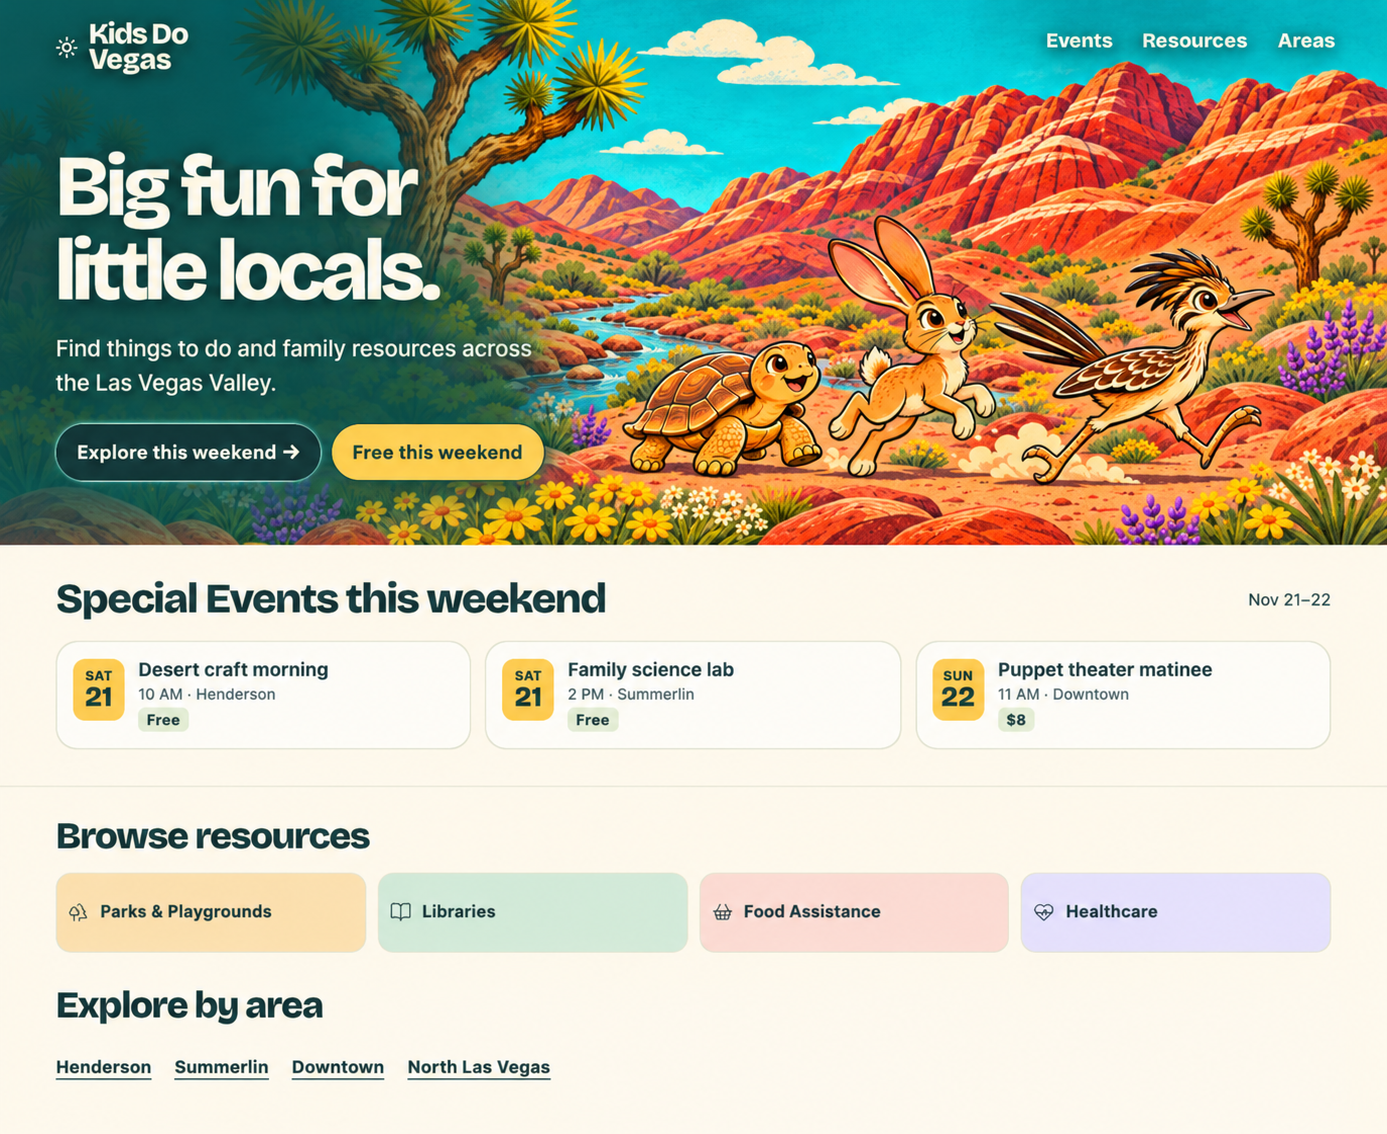 Kids Do
Vegas
Events Resources Areas
Big fun for
little locals.
Find things to do and family resources across
the Las Vegas Valley.
Explore this weekend →
Free this weekend
Special Events this weekend
Nov 21–22
SAT
21
Desert craft morning
10 AM · Henderson
Free
SAT
21
Family science lab
2 PM · Summerlin
Free
SUN
22
Puppet theater matinee
11 AM · Downtown
$8
Browse resources
Parks & Playgrounds
Libraries
Food Assistance
Healthcare
Explore by area
Henderson Summerlin Downtown North Las Vegas